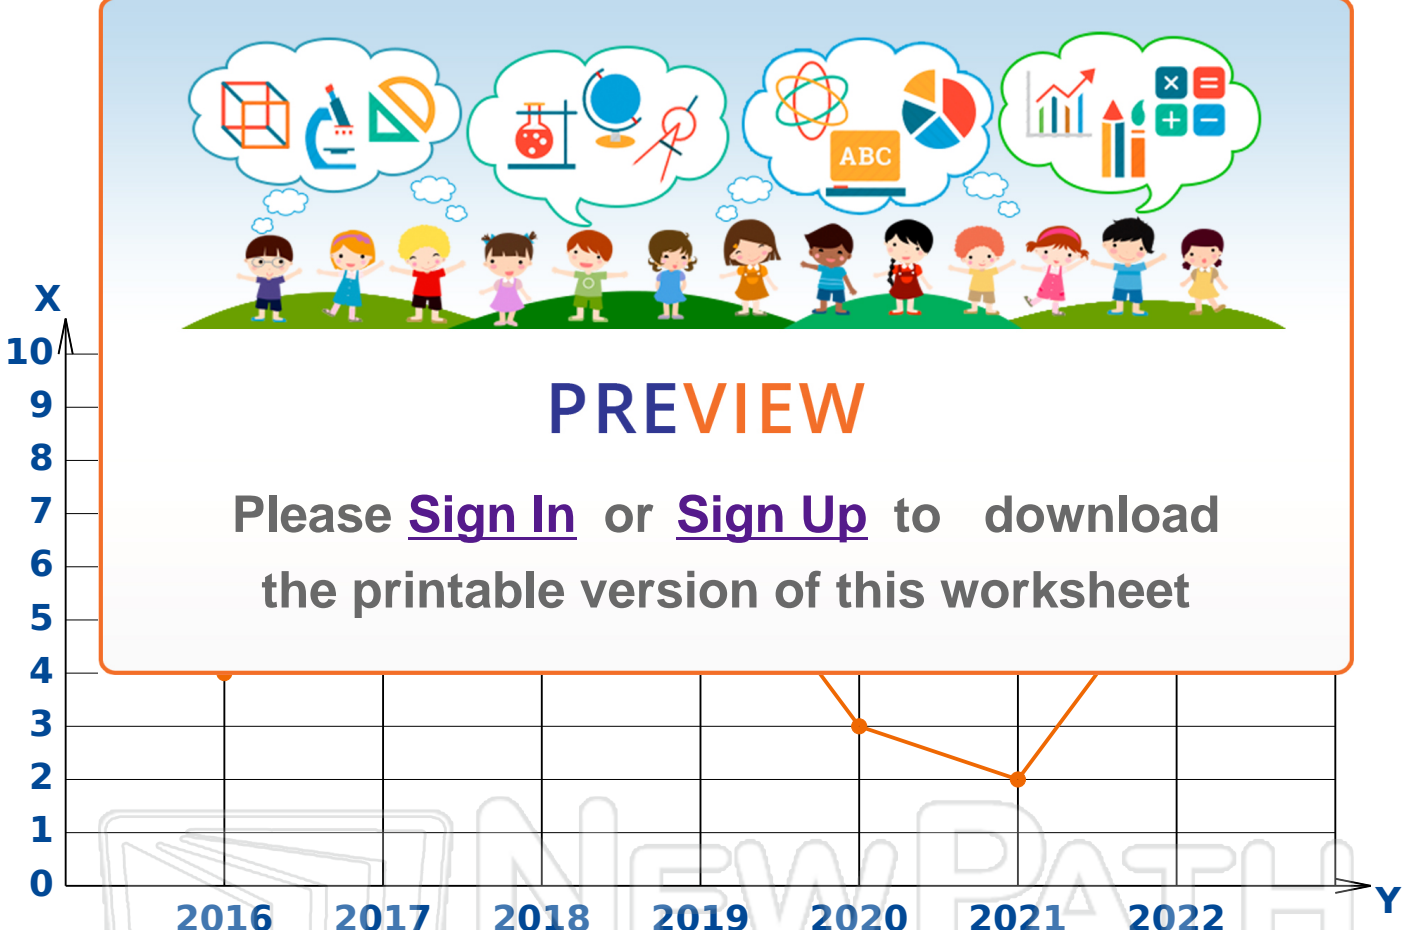 ABC
PREVIEW
Please Sign In or Sign Up to download
the printable version of this worksheet
X
10
9
8
7
6
5
4
3
2
1
0
2016 2017 2018 2019 2020 2021 2022
Y
NEWPATH